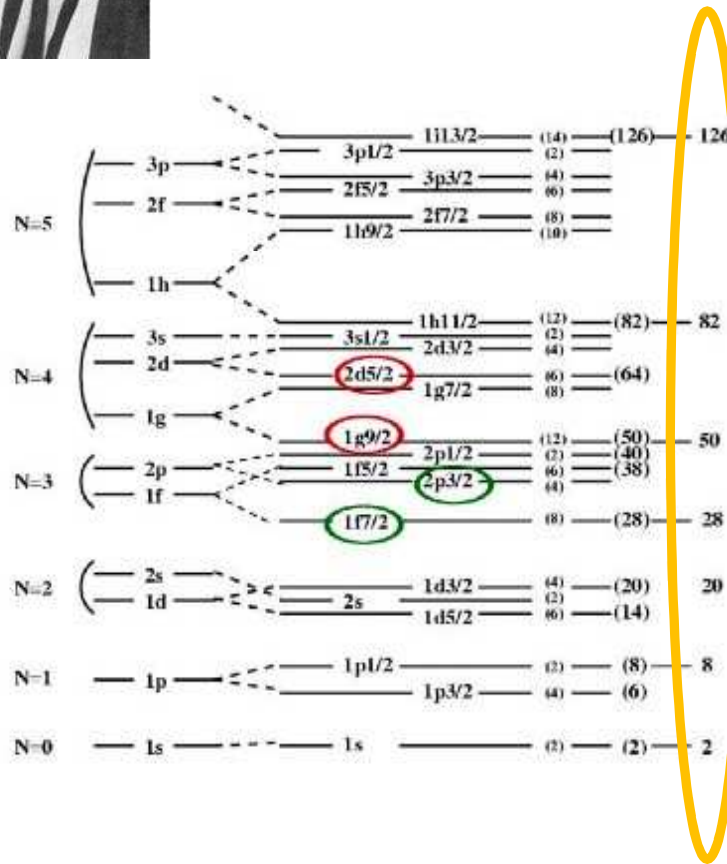 1i13/2 (14) (126) 126
3p1/2 (2)
3p 3p3/2 (4)
2f5/2 (6)
2f 2f7/2 (8)
N=5 1h9/2 (10)
1h
1h11/2 (12) (82) 82
3s 3s1/2 (2)
2d3/2 (4)
2d
N=4 2d5/2 (6) (64)
1g7/2 (8)
1g
1g9/2 (12) (50) 50
2p1/2 (2) (40)
2p 1f5/2 (6) (38)
N=3 2p3/2 (4)
1f
1f7/2 (8) (28) 28
2s
N=2 1d3/2 (4) (20) 20
1d 2s (2)
1d5/2 (6) (14)
1p1/2 (2) (8) 8
N=1 1p
1p3/2 (4) (6)
N=0 1s 1s (2) (2) 2